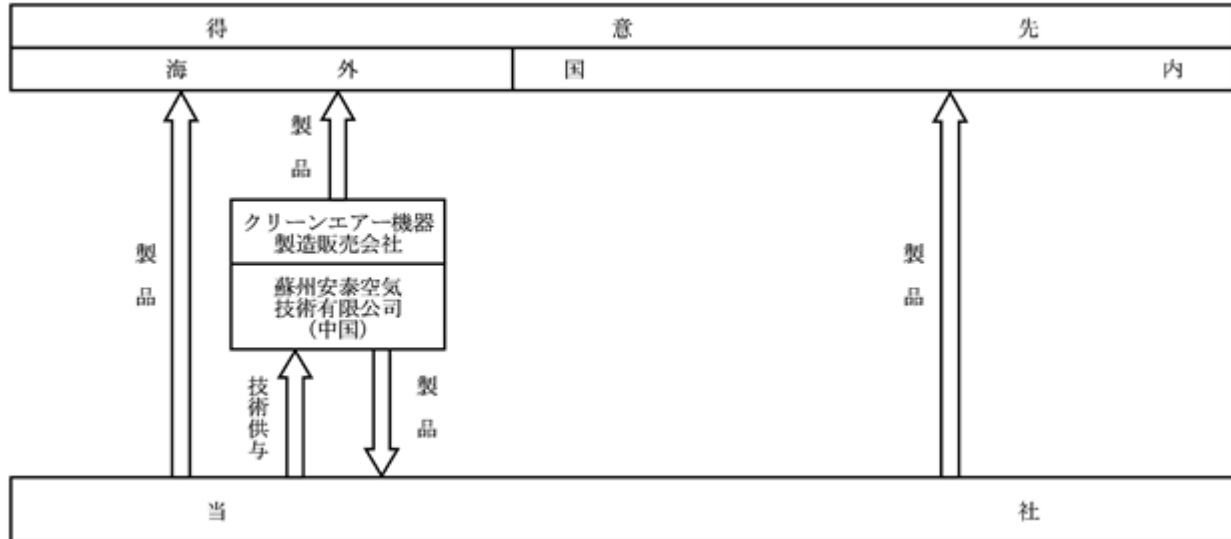 得意先
海外
国内
製品
製品
製品
クリーンエアー機器
製造販売会社
蘇州安泰空気
技術有限公司
（中国）
技術供与
製品
当社